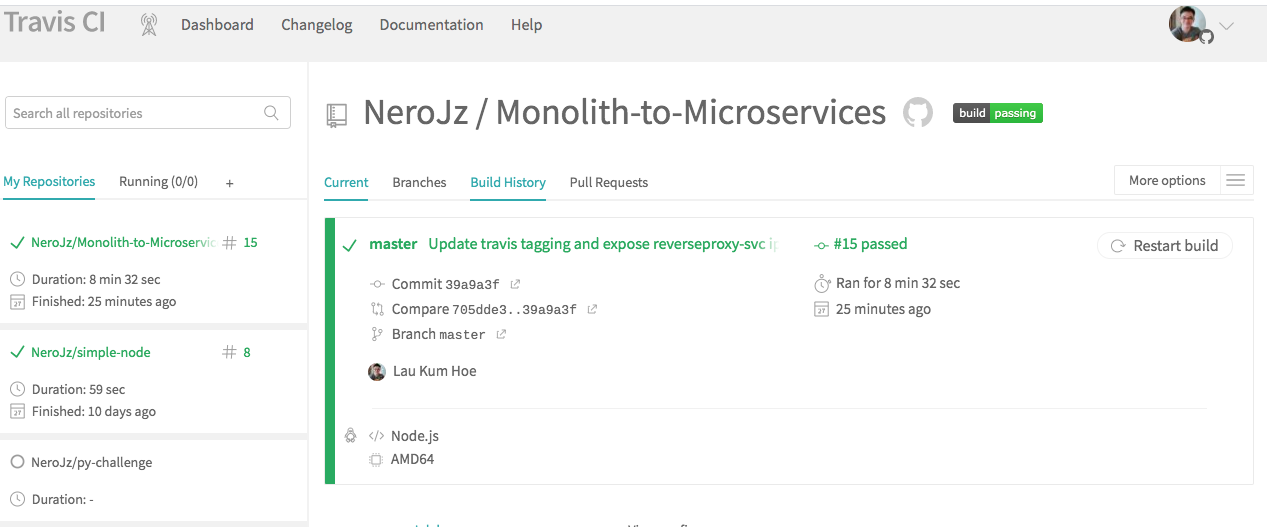 Travis CI
Dashboard Changelog Documentation Help
Search all repositories
My Repositories Running (0/0) +
NeroJz/Monolith-to-Microservic # 15
Duration: 8 min 32 sec
27 Finished: 25 minutes ago
NeroJz/simple-node # 8
Duration: 59 sec
27 Finished: 10 days ago
NeroJz/py-challenge
Duration: -
NeroJz / Monolith-to-Microservices build passing
Current Branches Build History Pull Requests More options
master Update travis tagging and expose reverseproxy-svc ip
Commit 39a9a3f
Compare 705dde3..39a9a3f
Branch master
Lau Kum Hoe
</> Node.js
AMD64
#15 passed
Ran for 8 min 32 sec
27 25 minutes ago
Restart build